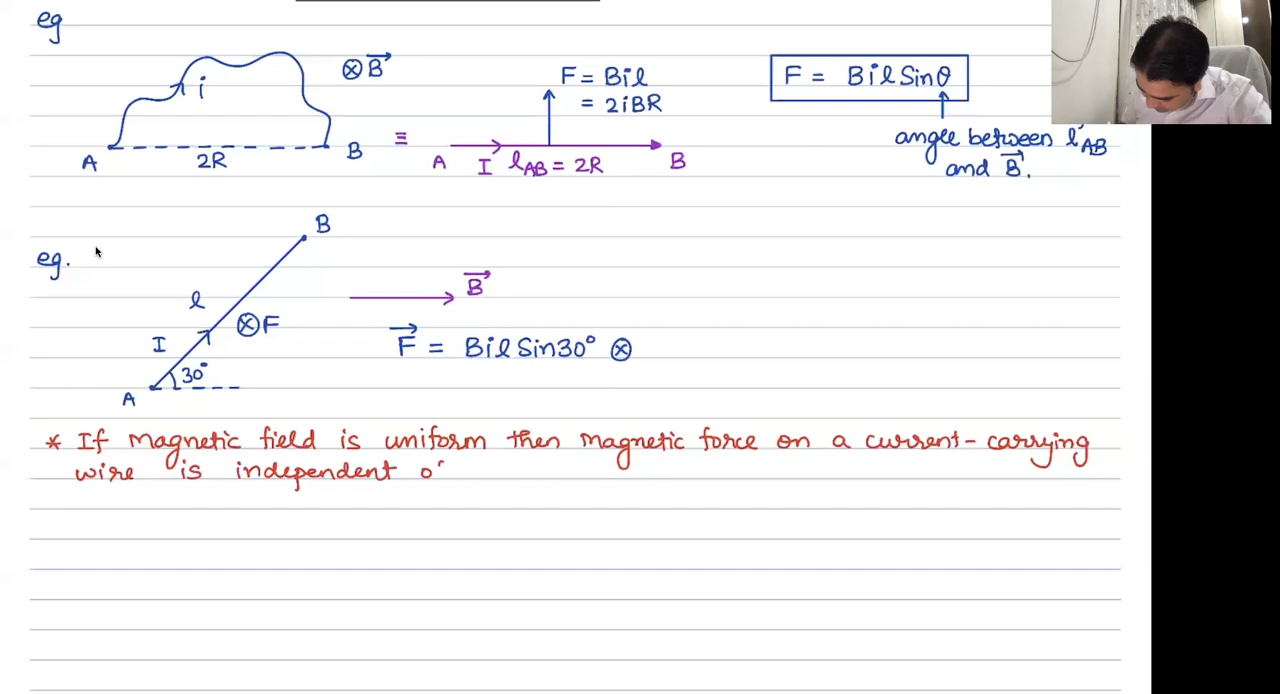 eg
i
⊗ B⃗
A
2R
B
≡
F = Bil
= 2iBR
A I l_AB = 2R B
F = BilSinθ
angle between l_AB
and B⃗.
eg.
B
l
I
⊗F
30°
A
B⃗
F⃗ = BilSin30° ⊗
* If magnetic field is uniform then magnetic force on a current-carrying
wire is independent o